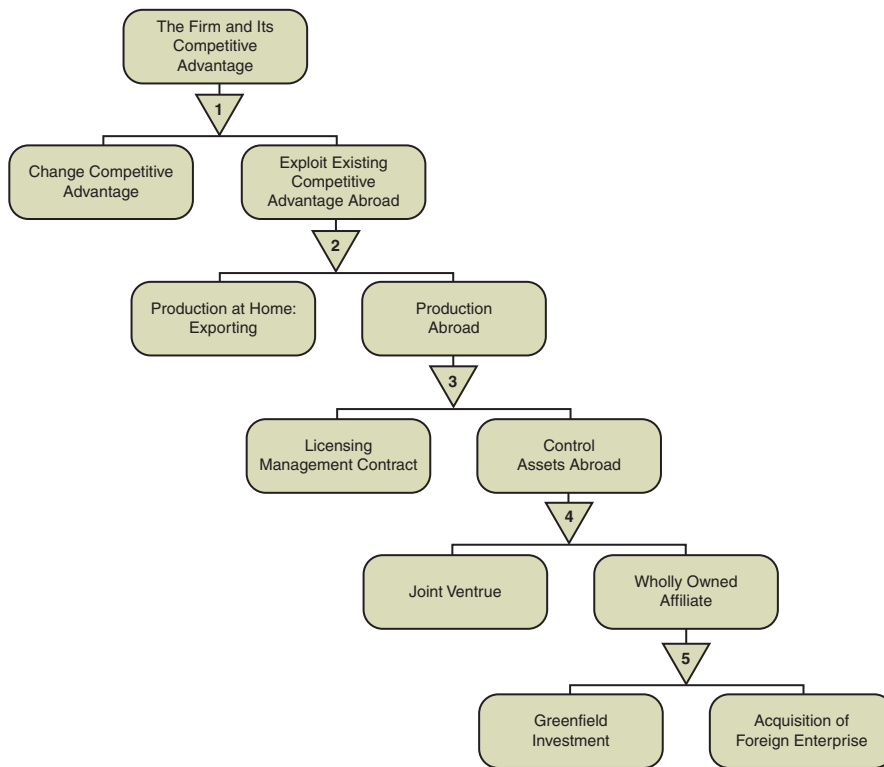 The Firm and Its
Competitive
Advantage
1
Change Competitive
Advantage
Exploit Existing
Competitive
Advantage Abroad
2
Production at Home:
Exporting
Production
Abroad
3
Licensing
Management Contract
Control
Assets Abroad
4
Joint Ventrue
Wholly Owned
Affiliate
5
Greenfield
Investment
Acquisition of
Foreign Enterprise